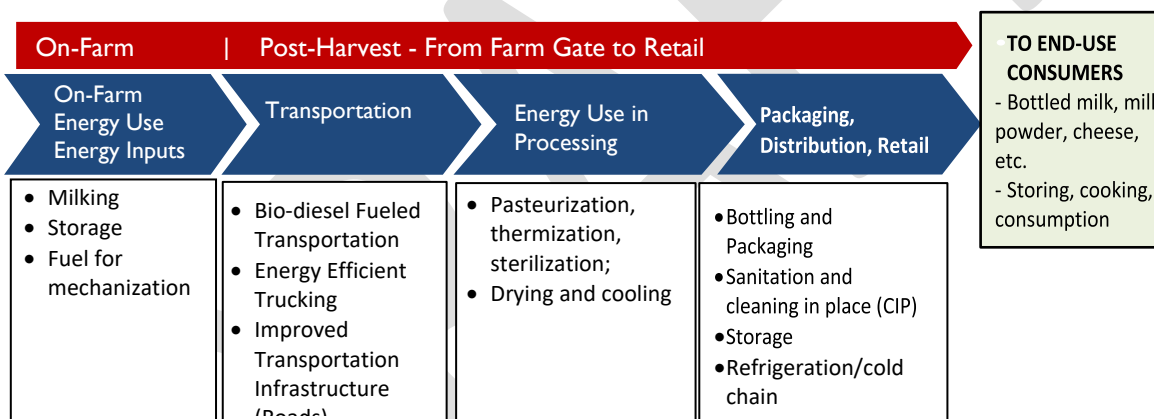 On-Farm | Post-Harvest - From Farm Gate to Retail
On-Farm
Energy Use
Energy Inputs
Transportation
Energy Use in
Processing
Packaging,
Distribution, Retail
• Milking
• Storage
• Fuel for
mechanization
• Bio-diesel Fueled
Transportation
• Energy Efficient
Trucking
• Improved
Transportation
Infrastructure
(Roads)
• Pasteurization,
thermization,
sterilization;
• Drying and cooling
•Bottling and
Packaging
•Sanitation and
cleaning in place (CIP)
•Storage
•Refrigeration/cold
chain
•TO END-USE
CONSUMERS
- Bottled milk, milk
powder, cheese,
etc.
- Storing, cooking,
consumption